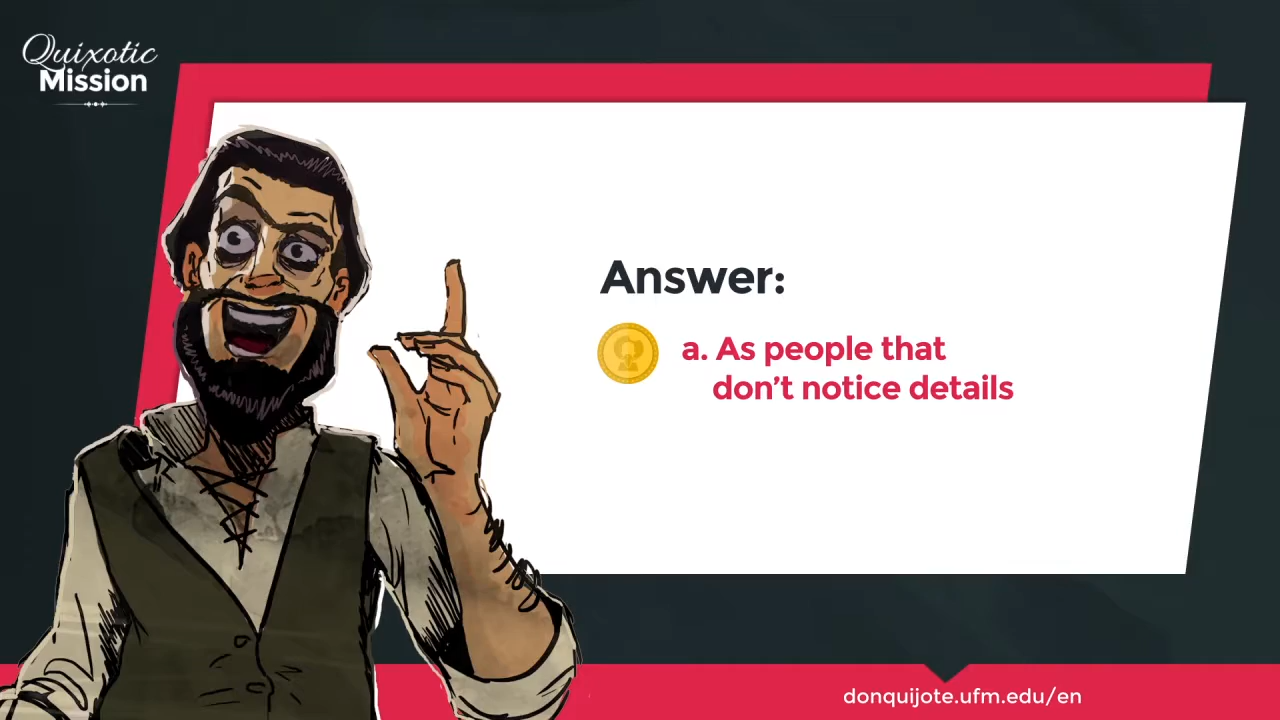 Quixotic
Mission
Answer:
a. As people that
don’t notice details
donquijote.ufm.edu/en